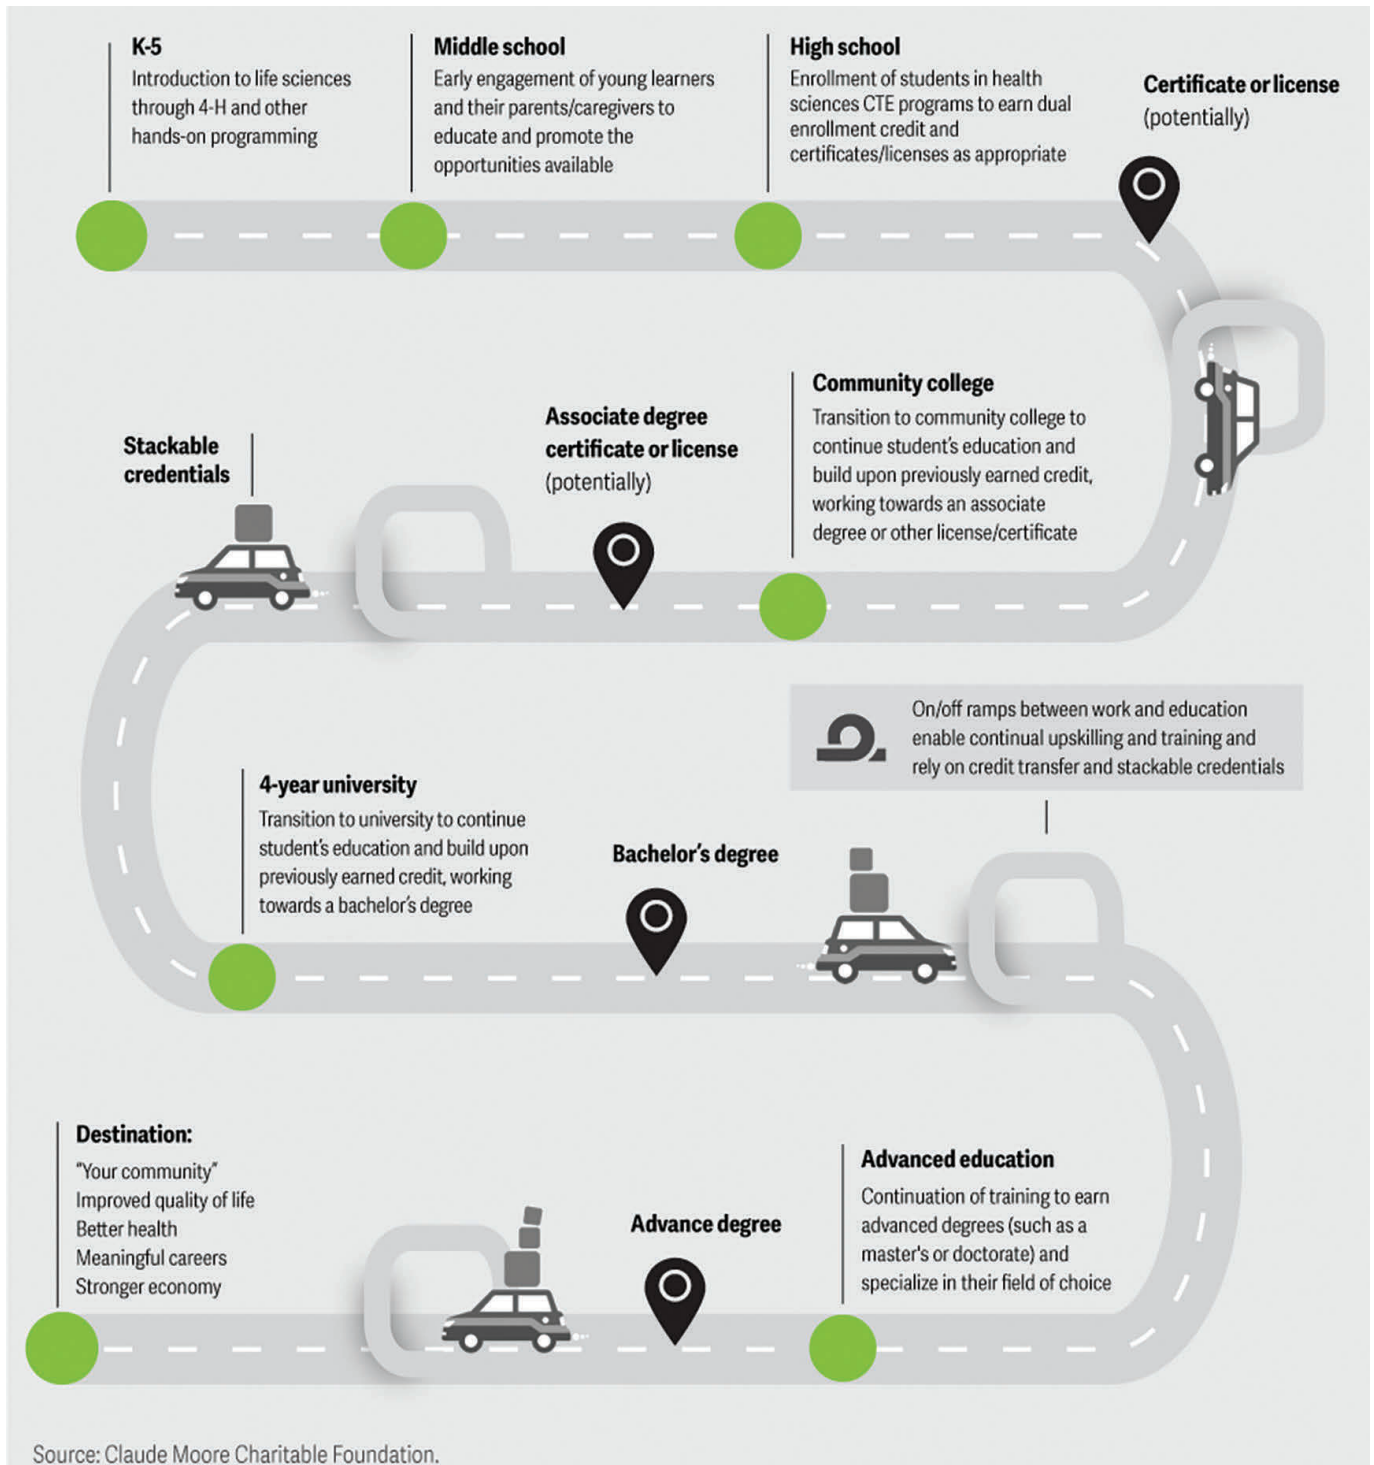 K-5
Introduction to life sciences
through 4-H and other
hands-on programming
Middle school
Early engagement of young learners
and their parents/caregivers to
educate and promote the
opportunities available
High school
Enrollment of students in health
sciences CTE programs to earn dual
enrollment credit and
certificates/licenses as appropriate
Certificate or license
(potentially)
Community college
Transition to community college to
continue student's education and
build upon previously earned credit,
working towards an associate
degree or other license/certificate
Associate degree
certificate or license
(potentially)
Stackable
credentials
On/off ramps between work and education
enable continual upskilling and training and
rely on credit transfer and stackable credentials
4-year university
Transition to university to continue
student's education and build upon
previously earned credit, working
towards a bachelor's degree
Bachelor's degree
Advanced education
Continuation of training to earn
advanced degrees (such as a
master's or doctorate) and
specialize in their field of choice
Advance degree
Destination:
"Your community"
Improved quality of life
Better health
Meaningful careers
Stronger economy
Source: Claude Moore Charitable Foundation.